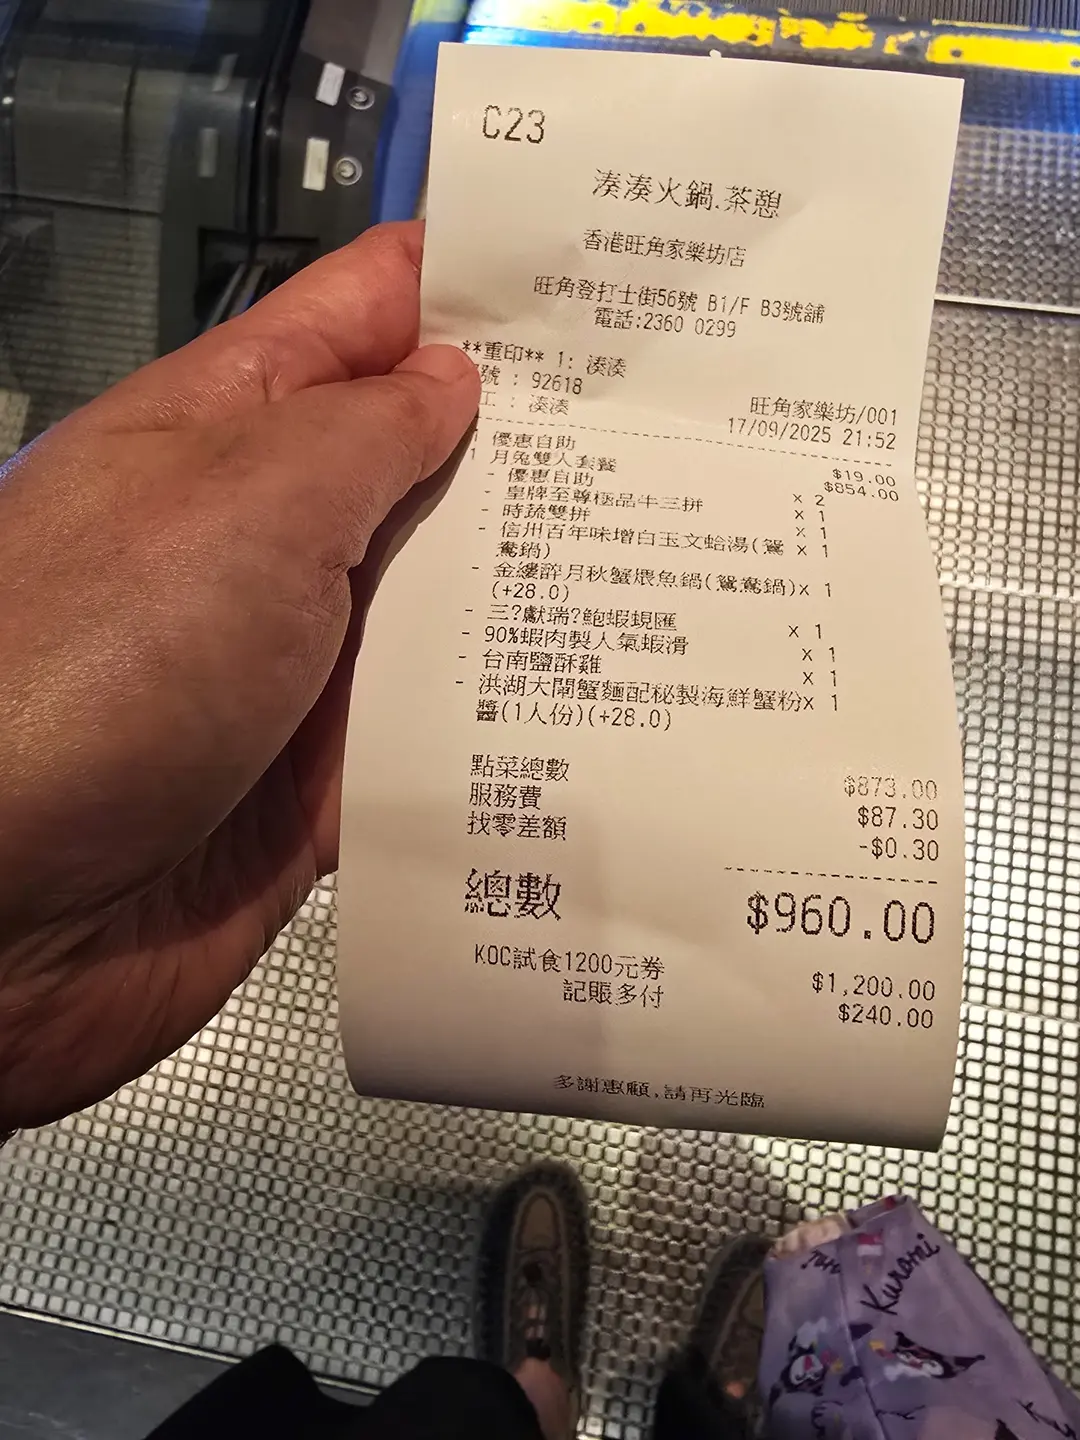 C23
湊湊火鍋.茶憩
香港旺角家樂坊店
旺角登打士街56號 B1/F B3號舖
電話:2360 0299
**重印** 1: 湊湊
號 : 92618
工 : 湊湊
旺角家樂坊/001
17/09/2025 21:52
1 優惠自助 $19.00
1 月兔雙人套餐 $854.00
- 優惠自助 x 2
- 皇牌至尊極品牛三拼 x 1
- 時蔬雙拼 x 1
- 信州百年味增白玉文蛤湯(鴛 x 1
鴦鍋)
- 金縷醉月秋蟹煨魚鍋(鴛鴦鍋)x 1
(+28.0)
- 三?獻瑞?鮑蝦蜆匯 x 1
- 90%蝦肉製人氣蝦滑 x 1
- 台南鹽酥雞 x 1
- 洪湖大閘蟹麵配秘製海鮮蟹粉x 1
醬(1人份)(+28.0)
點菜總數 $873.00
服務費 $87.30
找零差額 -$0.30
總數 $960.00
KOC試食1200元券 $1,200.00
記賬多付 $240.00
多謝惠顧,請再光臨
Kuromi